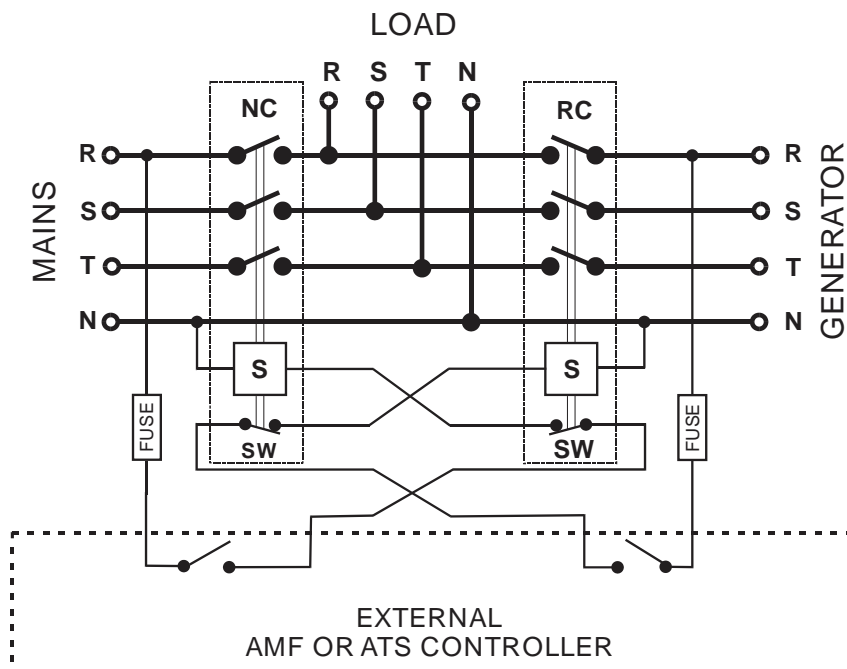 LOAD
R S T N
NC RC
MAINS
R R
S S
T T
N N
GENERATOR
S S
FUSE FUSE
SW SW
EXTERNAL
AMF OR ATS CONTROLLER